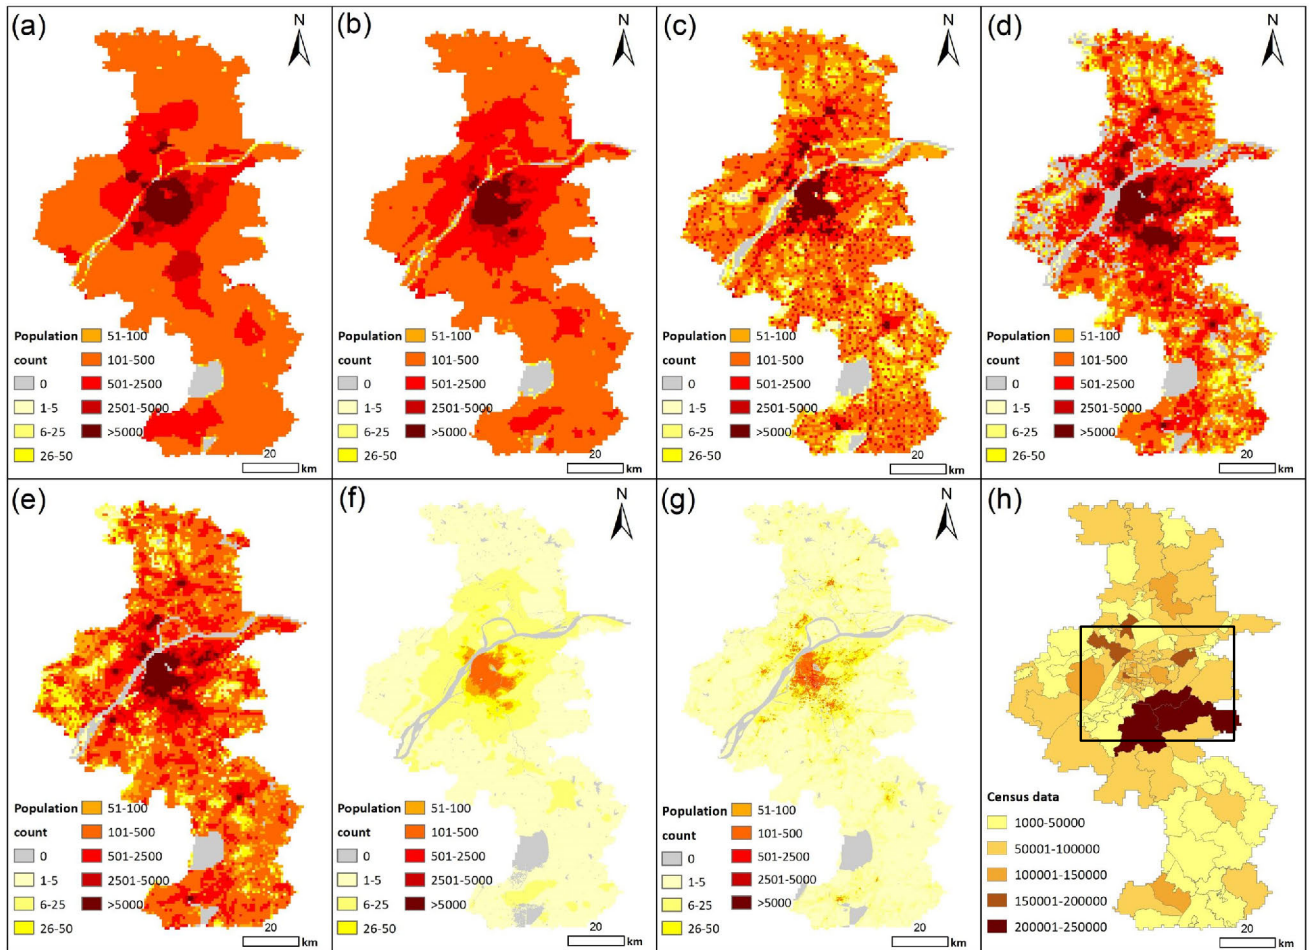 (a)
N
Population
51-100
count
101-500
0
501-2500
1-5
2501-5000
6-25
>5000
26-50
20
km
(b)
N
Population
51-100
count
101-500
0
501-2500
1-5
2501-5000
6-25
>5000
26-50
20
km
(c)
N
Population
51-100
count
101-500
0
501-2500
1-5
2501-5000
6-25
>5000
26-50
20
km
(d)
N
Population
51-100
count
101-500
0
501-2500
1-5
2501-5000
6-25
>5000
26-50
20
km
(e)
N
Population
51-100
count
101-500
0
501-2500
1-5
2501-5000
6-25
>5000
26-50
20
km
(f)
N
Population
51-100
count
101-500
0
501-2500
1-5
2501-5000
6-25
>5000
26-50
20
km
(g)
N
Population
51-100
count
101-500
0
501-2500
1-5
2501-5000
6-25
>5000
26-50
20
km
(h)
N
Census data
1000-50000
50001-100000
100001-150000
150001-200000
200001-250000
20
km